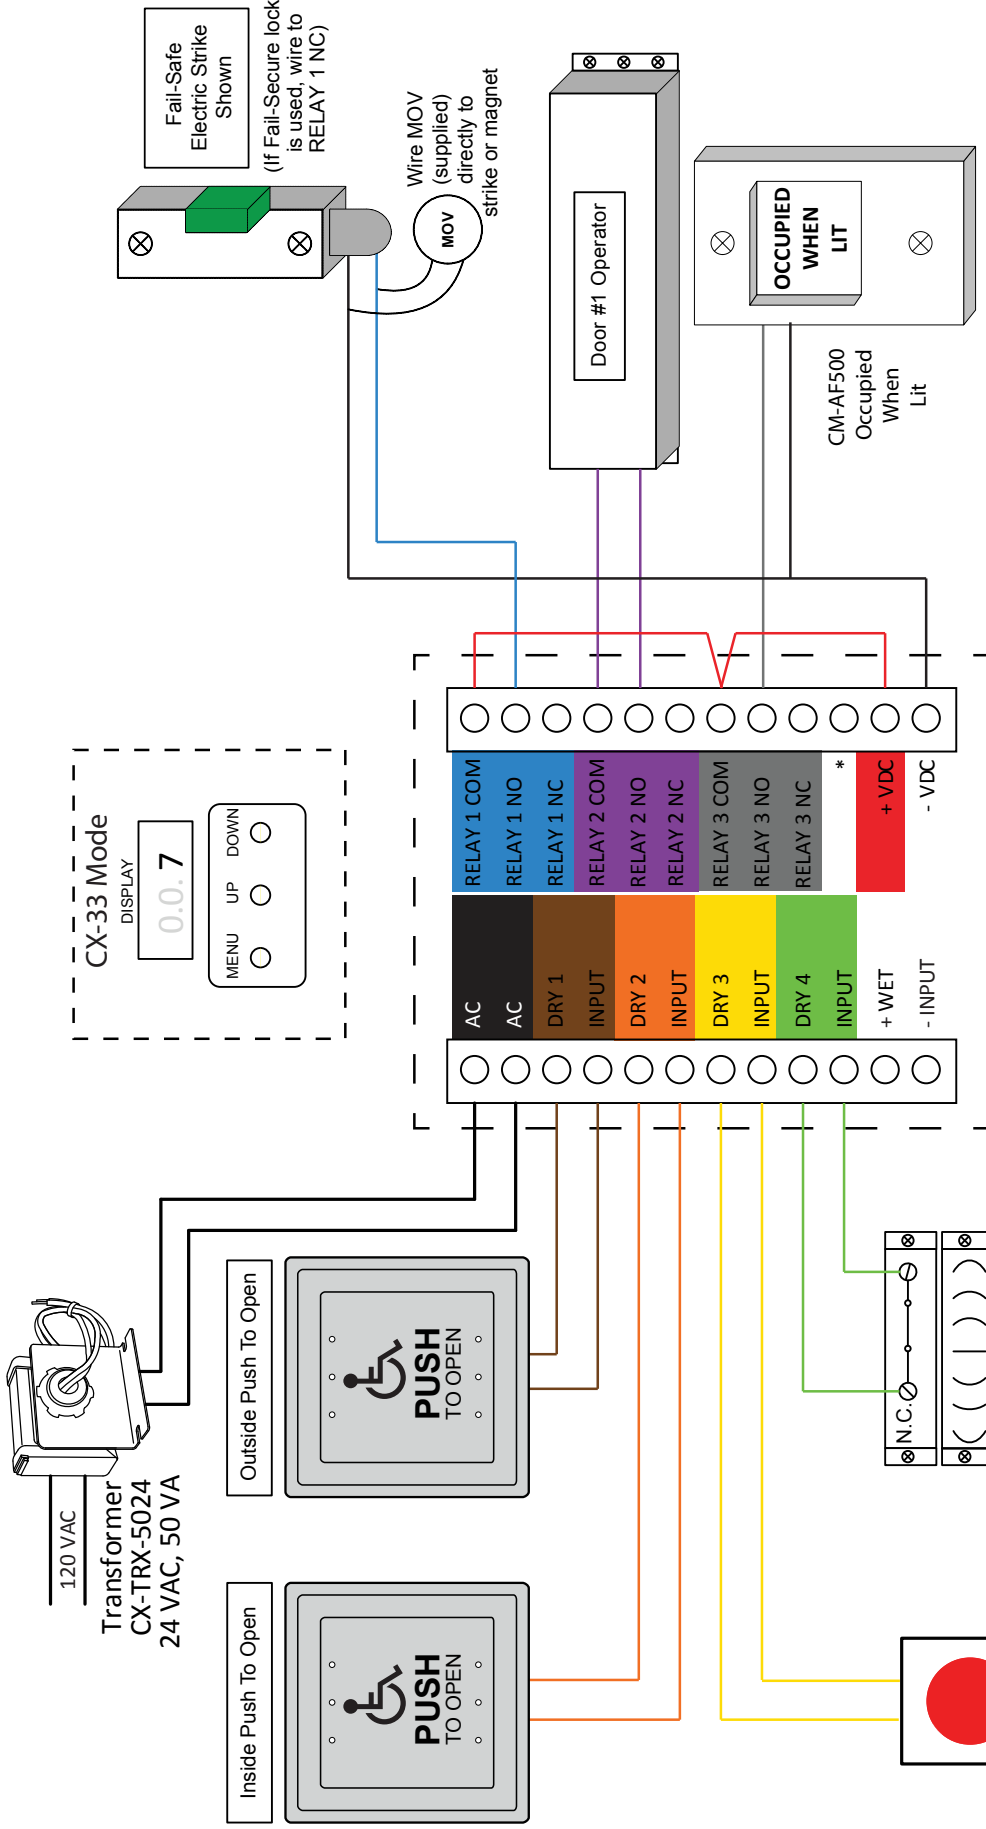 Fail-Safe
Electric Strike
Shown
(If Fail-Secure lock
is used, wire to
RELAY 1 NC)
Wire MOV
(supplied)
directly to
strike or magnet
MOV
Door #1 Operator
OCCUPIED
WHEN
LIT
CM-AF500
Occupied
When
Lit
CX-33 Mode
DISPLAY
0.0. 7
MENU UP DOWN
RELAY 1 COM
RELAY 1 NO
RELAY 1 NC
RELAY 2 COM
RELAY 2 NO
RELAY 2 NC
RELAY 3 COM
RELAY 3 NO
RELAY 3 NC
*
+ VDC
- VDC
AC
AC
DRY 1
INPUT
DRY 2
INPUT
DRY 3
INPUT
DRY 4
INPUT
+ WET
- INPUT
120 VAC
Transformer
CX-TRX-5024
24 VAC, 50 VA
Outside Push To Open
PUSH
TO OPEN
Inside Push To Open
PUSH
TO OPEN
N.C.